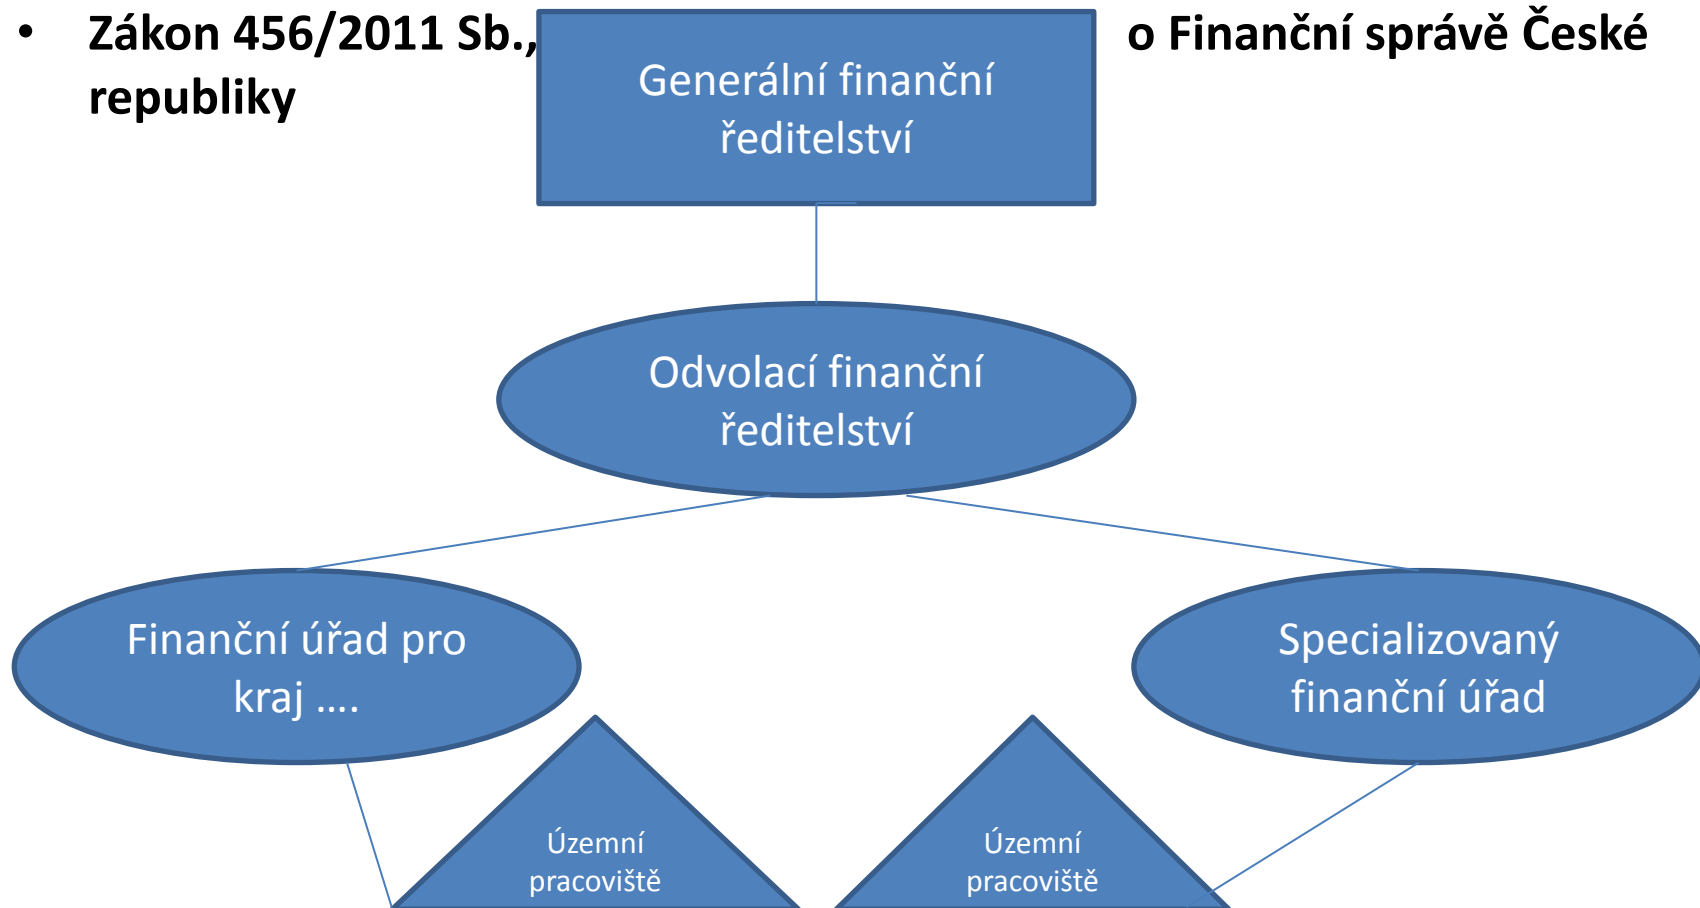 • Zákon 456/2011 Sb., o Finanční správě České
republiky
Generální finanční
ředitelství
Odvolací finanční
ředitelství
Finanční úřad pro
kraj ….
Specializovaný
finanční úřad
Územní
pracoviště
Územní
pracoviště